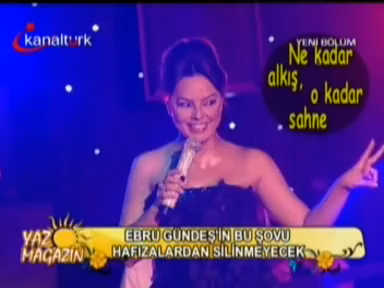 kanaltürk
YENİ BÖLÜM
Ne kadar
alkış,
o kadar
sahne
YAZ
MAGAZİN
EBRU GÜNDEŞ'İN BU ŞOVU
HAFIZALARDAN SİLİNMEYECEK